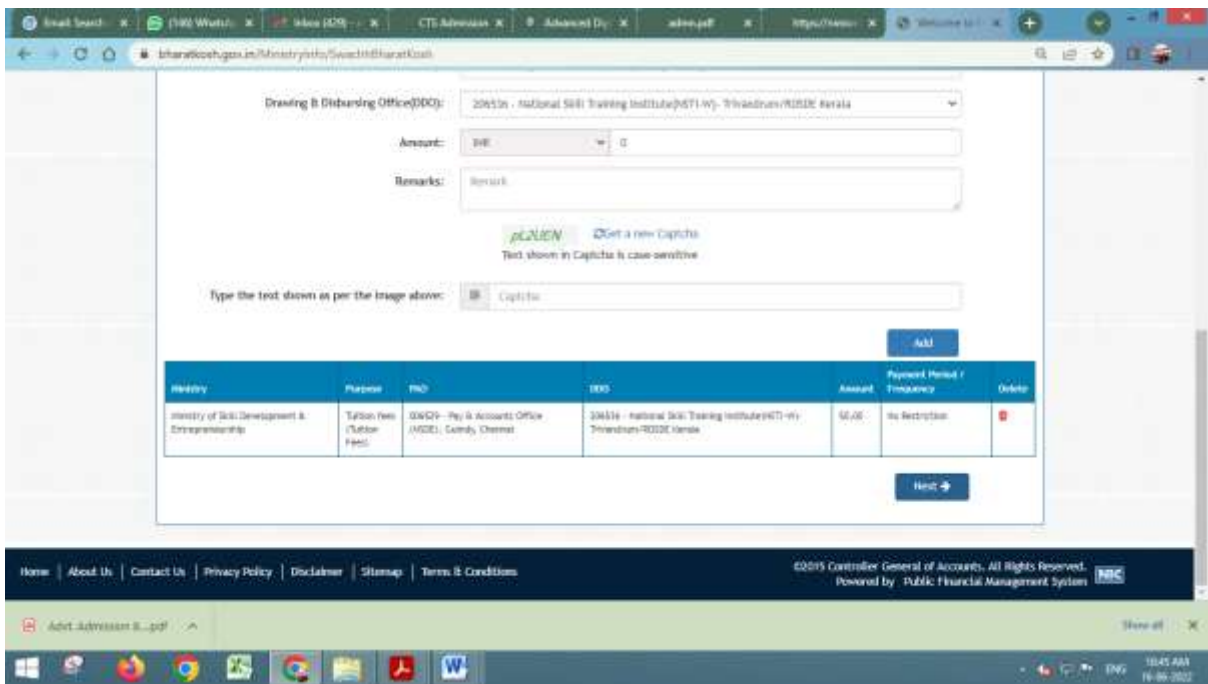 Email Search
Inbox (829)
CTS Admission
bharatkosh.gov.in/MinistryInfo/SwachhBharatKosh
Drawing & Disbursing Office(DDO):
206536 - National Skill Training Institute(NSTI-W)- Trivandrum/RDSDE Kerala
Amount:
INR
0
Remarks:
Remark
Get a new Captcha
Text shown in Captcha is case-sensitive
Type the text shown as per the image above:
Captcha
Add
Ministry Purpose PAO DDO Amount Payment Period / Frequency Delete
Ministry of Skill Development & Entrepreneurship
Tuition Fees (Tuition Fees)
Pay & Accounts Office (MSDE), Guindy, Chennai
National Skill Training Institute(NSTI-W)- Trivandrum/RDSDE Kerala
50.00
No Restriction
Next
Home | About Us | Contact Us | Privacy Policy | Disclaimer | Sitemap | Terms & Conditions
©2015 Controller General of Accounts. All Rights Reserved.
Powered by Public Financial Management System
NIC
Advt Admission &....pdf
Show all
ENG
10:45 AM